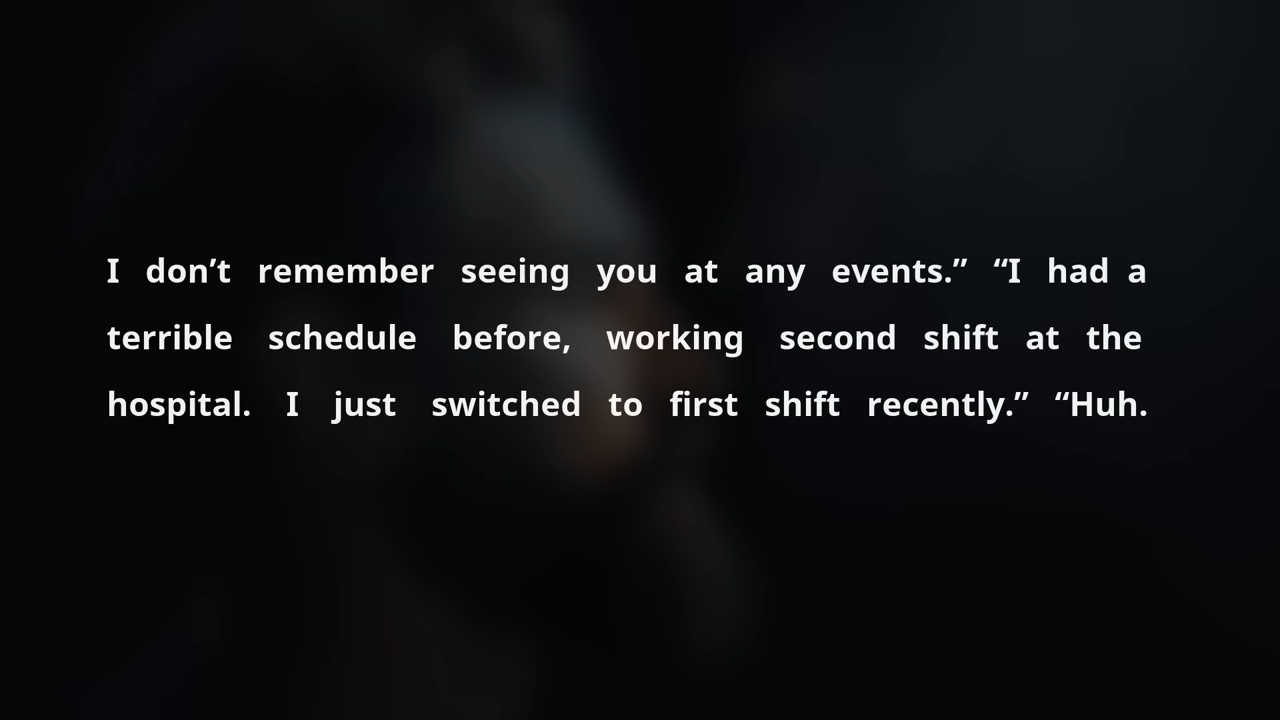 I don’t remember seeing you at any events.” “I had a
terrible schedule before, working second shift at the
hospital. I just switched to first shift recently.” “Huh.